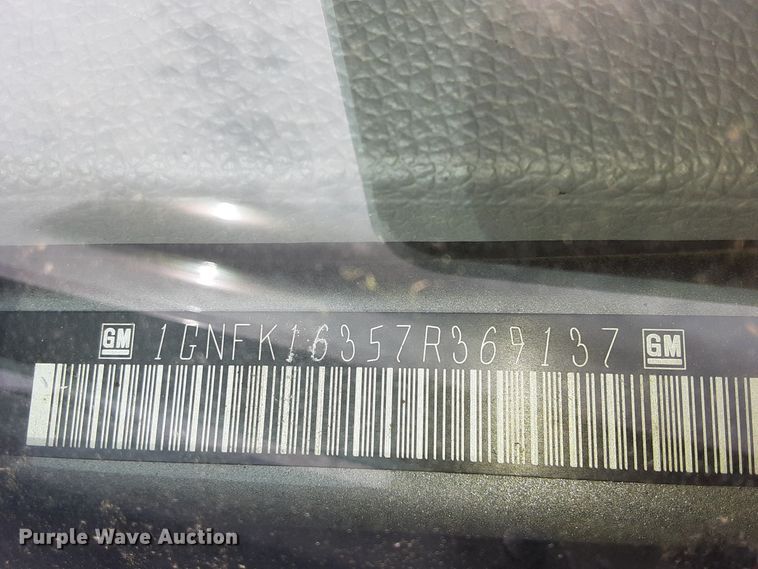 GM 1GNFK16357R369137 GM
Purple Wave Auction